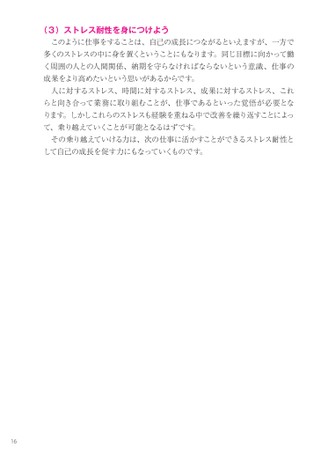 （3）ストレス耐性を身につけよう
　このように仕事をすることは、自己の成長につながるといえますが、一方で
多くのストレスの中に身を置くということにもなります。同じ目標に向かって働
く周囲の人との人間関係、納期を守らなければならないという意識、仕事の
成果をより高めたいという思いがあるからです。
　人に対するストレス、時間に対するストレス、成果に対するストレス、これ
らと向き合って業務に取り組むことが、仕事であるといった覚悟が必要とな
ります。しかしこれらのストレスも経験を重ねる中で改善を繰り返すことによっ
て、乗り越えていくことが可能となるはずです。
　その乗り越えていける力は、次の仕事に活かすことができるストレス耐性と
して自己の成長を促す力にもなっていくものです。
16